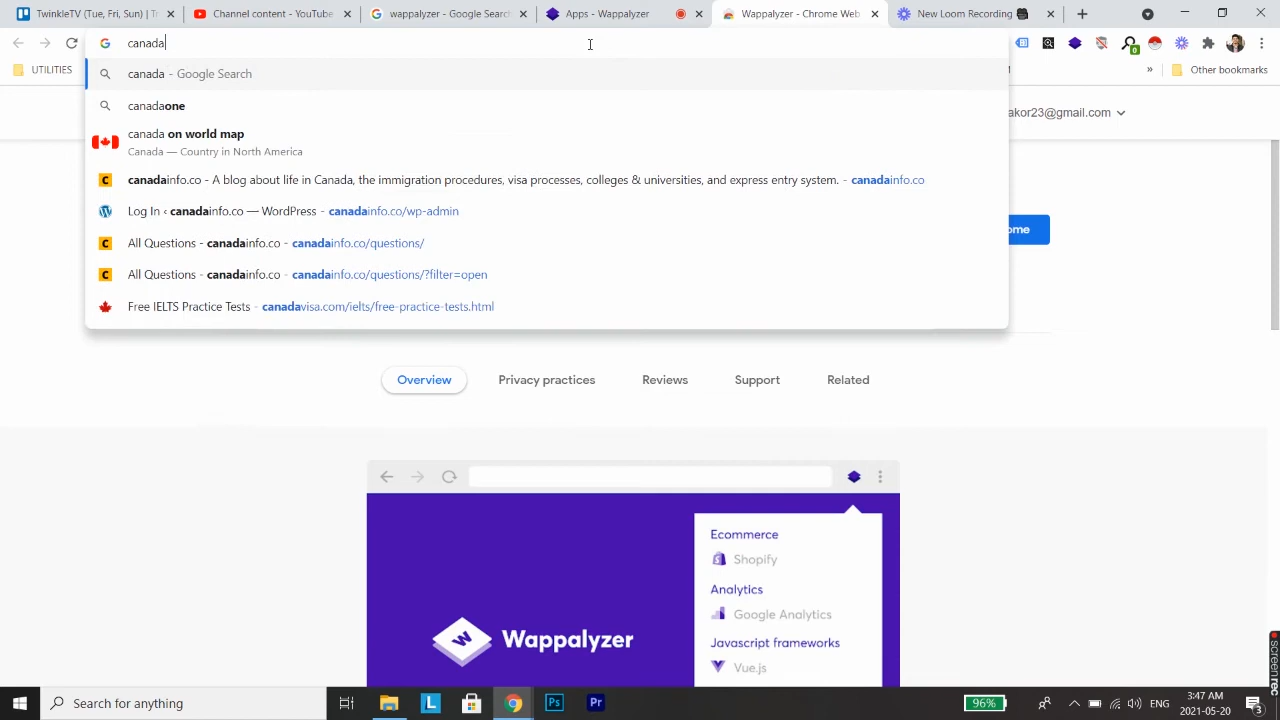 TwinkleTV (Tue, Fri, Sun) | T
Channel content - YouTube
wappalyzer - Google Search
Apps - Wappalyzer
Wappalyzer - Chrome Web
New Loom Recording
canada
canada - Google Search
canadaone
canada on world map
Canada — Country in North America
canadainfo.co - A blog about life in Canada, the immigration procedures, visa processes, colleges & universities, and express entry system. - canadainfo.co
Log In ‹ canadainfo.co — WordPress - canadainfo.co/wp-admin
All Questions - canadainfo.co - canadainfo.co/questions/
All Questions - canadainfo.co - canadainfo.co/questions/?filter=open
Free IELTS Practice Tests - canadavisa.com/ielts/free-practice-tests.html
0
UTILITIES
»
Other bookmarks
akor23@gmail.com
ome
Overview
Privacy practices
Reviews
Support
Related
Ecommerce
Shopify
Analytics
Google Analytics
Javascript frameworks
Vue.js
W
Wappalyzer
screenrec
Search for anything
L
Ps
Pr
96%
ENG
3:47 AM
2021-05-20
3